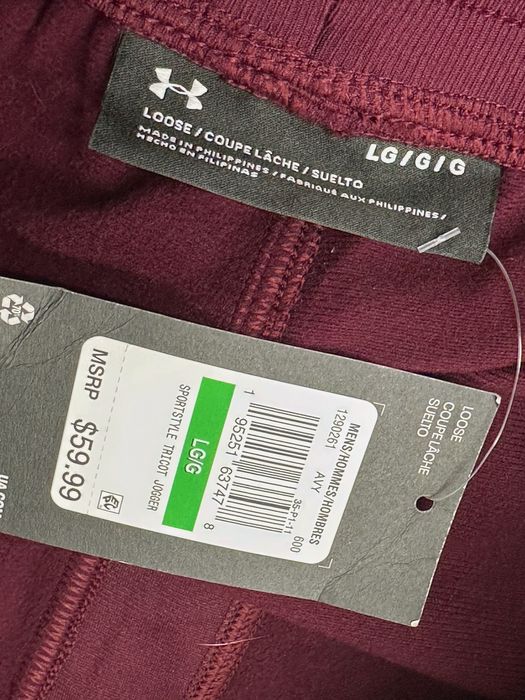 LOOSE / COUPE LÂCHE / SUELTO
MADE IN PHILIPPINES / FABRIQUÉ AUX PHILIPPINES /
HECHO EN FILIPINAS
LG / G / G
LOOSE
COUPE LÂCHE
SUELTO
MENS/HOMMES/HOMBRES
1290261 AVY 600
35-P1-11
1 95251 63747 8
LG/G
SPORTSTYLE TRICOT JOGGER
MSRP $59.99